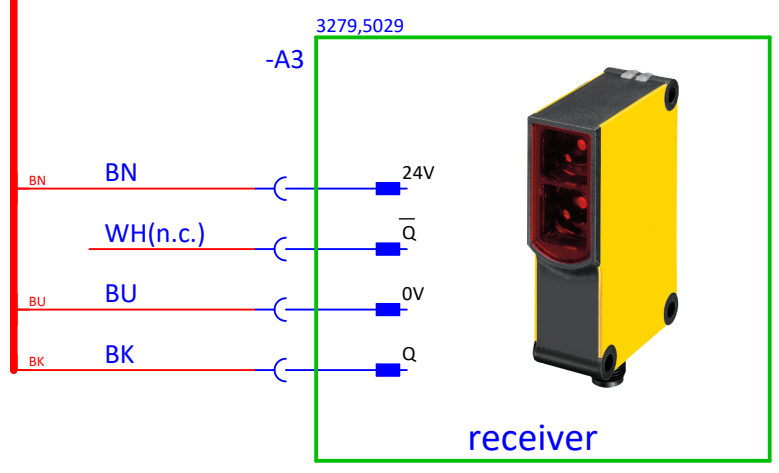 3279,5029
-A3
BN BN 24V
WH(n.c.) Q̅
BU BU 0V
BK BK Q
receiver